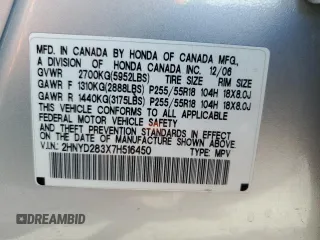 MFD. IN CANADA BY HONDA OF CANADA MFG.,
A DIVISION OF HONDA CANADA INC. 12/06
GVWR 2700KG(5952LBS) TIRE SIZE RIM SIZE
GAWR F 1310KG(2888LBS) P255/55R18 104H 18X8.0J
GAWR R 1440KG(3175LBS) P255/55R18 104H 18X8.0J
THIS VEHICLE CONFORMS TO ALL APPLICABLE
FEDERAL MOTOR VEHICLE SAFETY AND
THEFT PREVENTION STANDARDS IN EFFECT ON
THE DATE OF MANUFACTURE SHOWN ABOVE.
V.I.N.: 2HNYD283X7H516450 TYPE: MPV
DREAMBID